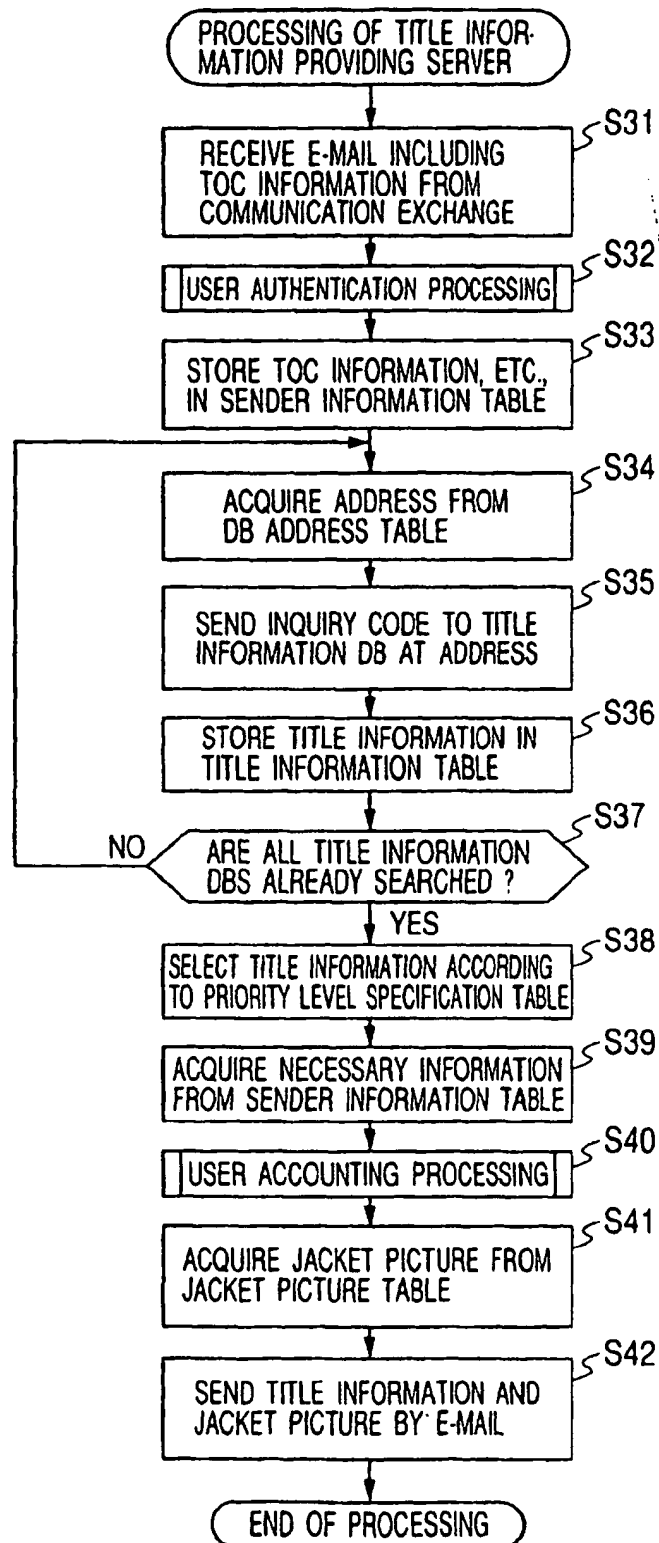 PROCESSING OF TITLE INFOR-
MATION PROVIDING SERVER
S31
RECEIVE E-MAIL INCLUDING
TOC INFORMATION FROM
COMMUNICATION EXCHANGE
S32
USER AUTHENTICATION PROCESSING
S33
STORE TOC INFORMATION, ETC.,
IN SENDER INFORMATION TABLE
S34
ACQUIRE ADDRESS FROM
DB ADDRESS TABLE
S35
SEND INQUIRY CODE TO TITLE
INFORMATION DB AT ADDRESS
S36
STORE TITLE INFORMATION IN
TITLE INFORMATION TABLE
S37
NO
ARE ALL TITLE INFORMATION
DBS ALREADY SEARCHED ?
YES
S38
SELECT TITLE INFORMATION ACCORDING
TO PRIORITY LEVEL SPECIFICATION TABLE
S39
ACQUIRE NECESSARY INFORMATION
FROM SENDER INFORMATION TABLE
S40
USER ACCOUNTING PROCESSING
S41
ACQUIRE JACKET PICTURE FROM
JACKET PICTURE TABLE
S42
SEND TITLE INFORMATION AND
JACKET PICTURE BY E-MAIL
END OF PROCESSING